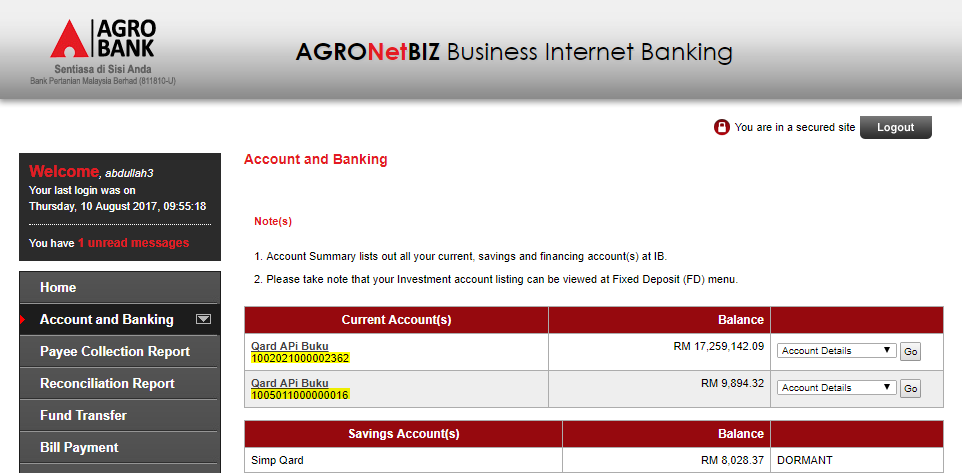 AGRO
BANK
Sentiasa di Sisi Anda
Bank Pertanian Malaysia Berhad (811810-U)
AGRONetBIZ Business Internet Banking
You are in a secured site
Logout
Welcome, abdullah3
Your last login was on
Thursday, 10 August 2017, 09:55:18
You have 1 unread messages
Home
Account and Banking
Payee Collection Report
Reconciliation Report
Fund Transfer
Bill Payment
Account and Banking
Note(s)
1. Account Summary lists out all your current, savings and financing account(s) at IB.
2. Please take note that your Investment account listing can be viewed at Fixed Deposit (FD) menu.
Current Account(s) Balance
Qard APi Buku RM 17,259,142.09 Account Details Go
1002021000002362
Qard APi Buku RM 9,894.32 Account Details Go
1005011000000016
Savings Account(s) Balance
Simp Qard RM 8,028.37 DORMANT